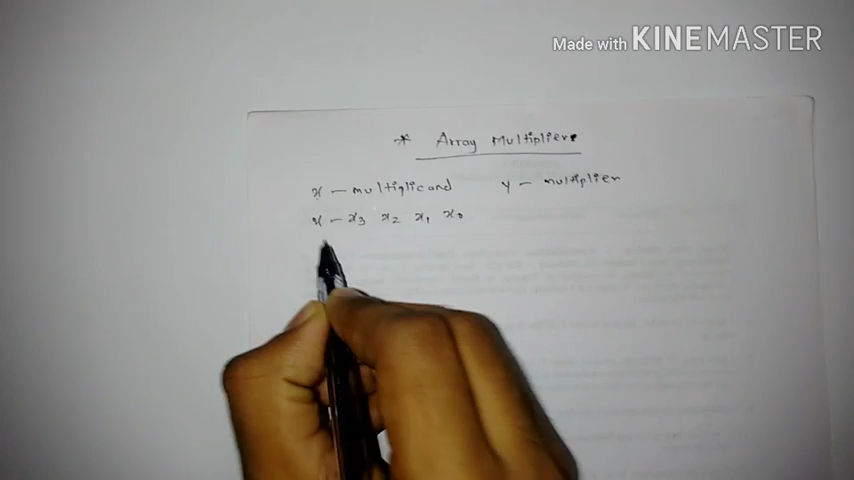 Made with KINEMASTER
* Array Multiplier
x - multiplicand y - multiplier
x - x3 x2 x1 x0